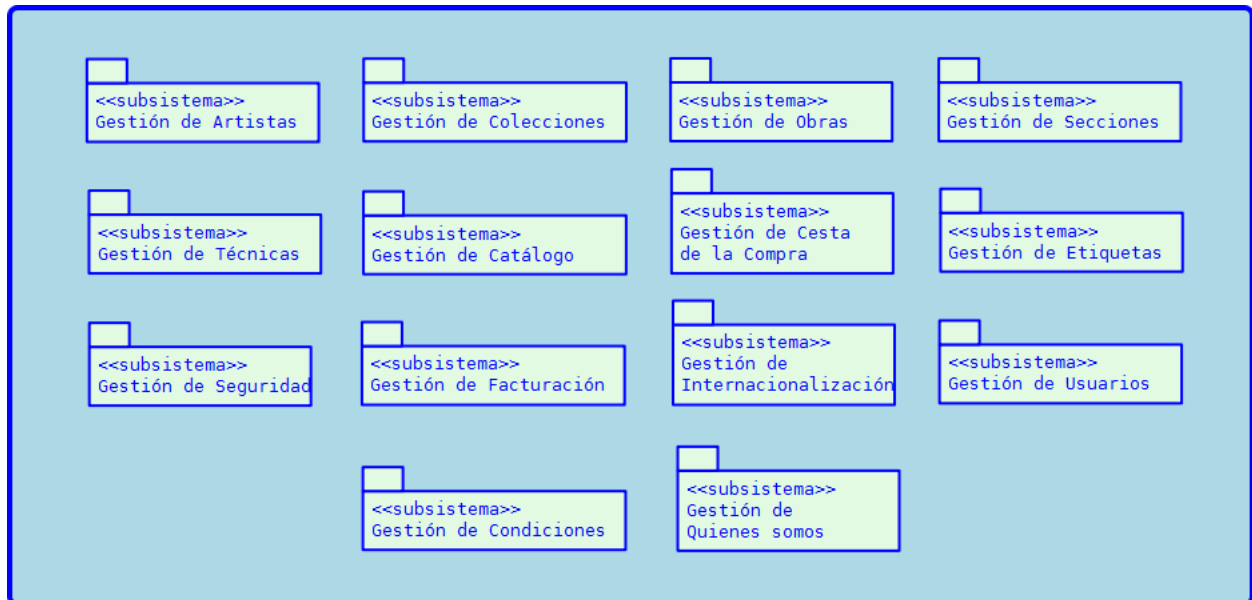 <<subsistema>>
Gestión de Artistas
<<subsistema>>
Gestión de Colecciones
<<subsistema>>
Gestión de Obras
<<subsistema>>
Gestión de Secciones
<<subsistema>>
Gestión de Técnicas
<<subsistema>>
Gestión de Catálogo
<<subsistema>>
Gestión de Cesta
de la Compra
<<subsistema>>
Gestión de Etiquetas
<<subsistema>>
Gestión de Seguridad
<<subsistema>>
Gestión de Facturación
<<subsistema>>
Gestión de
Internacionalización
<<subsistema>>
Gestión de Usuarios
<<subsistema>>
Gestión de Condiciones
<<subsistema>>
Gestión de
Quienes somos